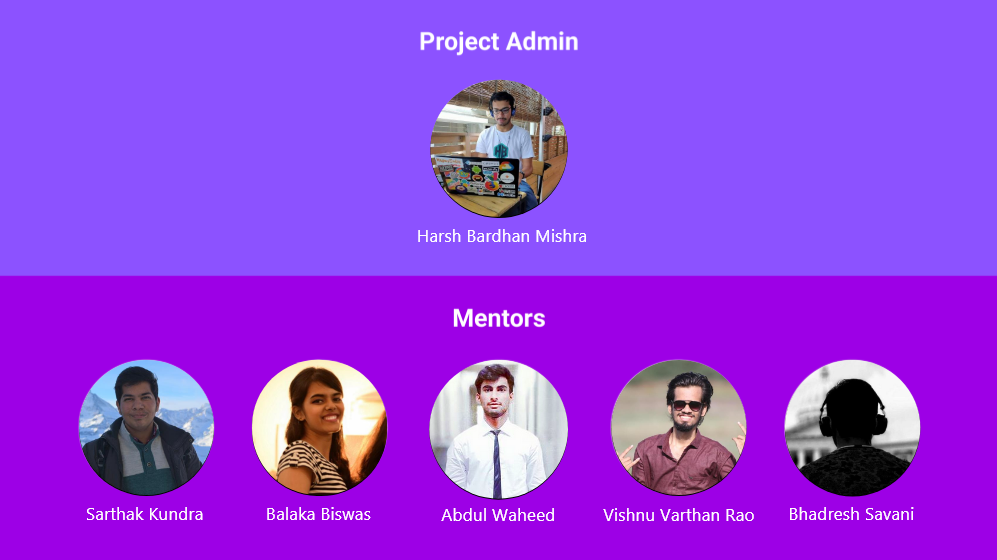 Project Admin
Harsh Bardhan Mishra
Mentors
Sarthak Kundra
Balaka Biswas
Abdul Waheed
Vishnu Varthan Rao
Bhadresh Savani